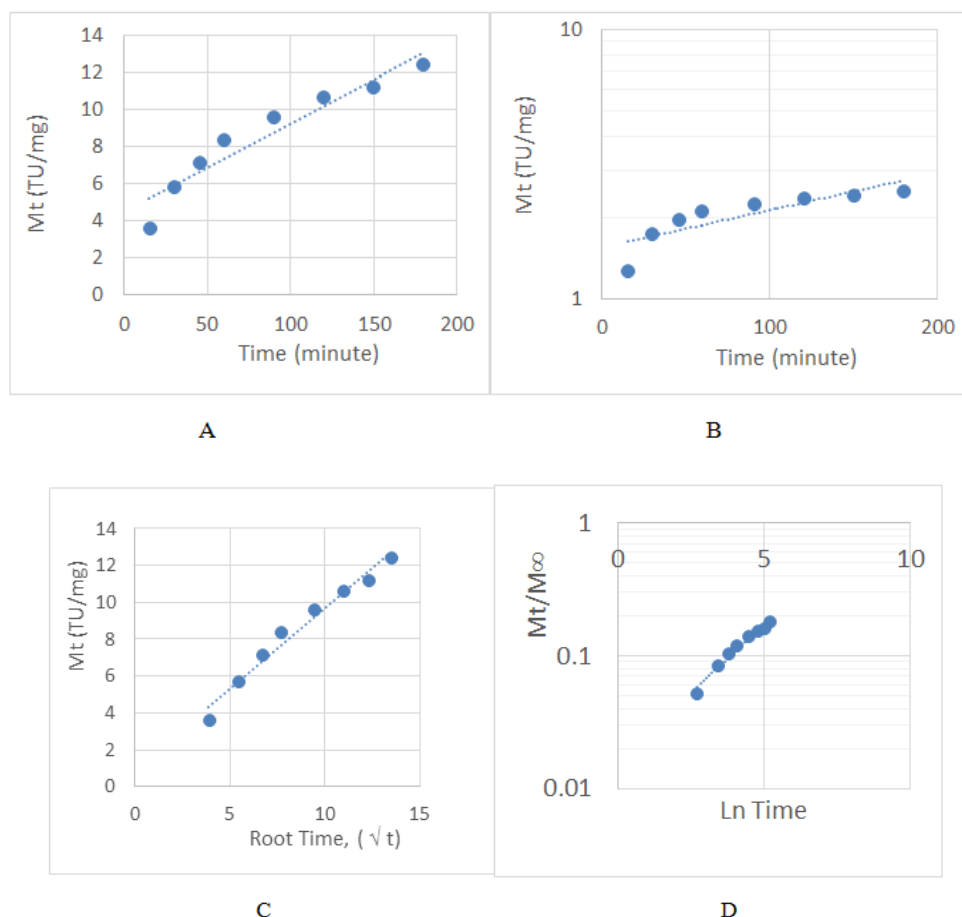 14
12
10
8
6
4
2
0
Mt (TU/mg)
0 50 100 150 200
Time (minute)
10
1
Mt (TU/mg)
0 100 200
Time (minute)
A
B
14
12
10
8
6
4
2
0
Mt (TU/mg)
0 5 10 15
Root Time, ( √ t)
1
0 5 10
0.1
0.01
Mt/M∞
Ln Time
C
D